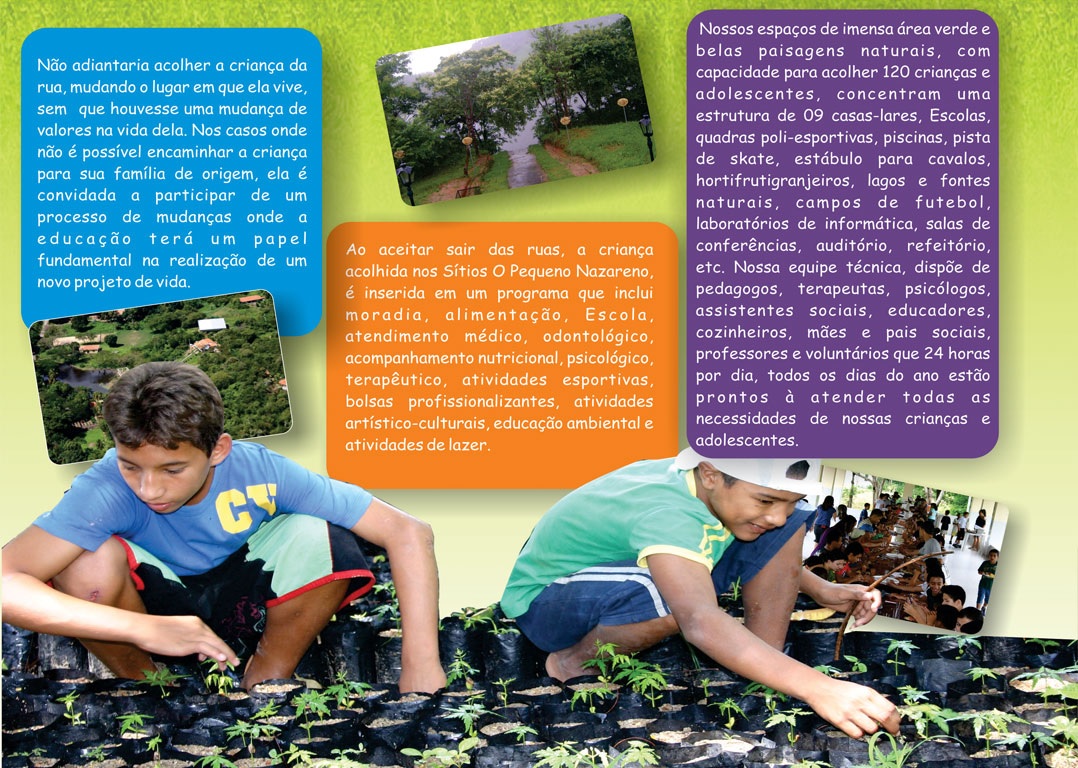 Não adiantaria acolher a criança da
rua, mudando o lugar em que ela vive,
sem que houvesse uma mudança de
valores na vida dela. Nos casos onde
não é possível encaminhar a criança
para sua família de origem, ela é
convidada a participar de um
processo de mudanças onde a
educação terá um papel
fundamental na realização de um
novo projeto de vida.
Ao aceitar sair das ruas, a criança
acolhida nos Sítios O Pequeno Nazareno,
é inserida em um programa que inclui
moradia, alimentação, Escola,
atendimento médico, odontológico,
acompanhamento nutricional, psicológico,
terapêutico, atividades esportivas,
bolsas profissionalizantes, atividades
artístico-culturais, educação ambiental e
atividades de lazer.
Nossos espaços de imensa área verde e
belas paisagens naturais, com
capacidade para acolher 120 crianças e
adolescentes, concentram uma
estrutura de 09 casas-lares, Escolas,
quadras poli-esportivas, piscinas, pista
de skate, estábulo para cavalos,
hortifrutigranjeiros, lagos e fontes
naturais, campos de futebol,
laboratórios de informática, salas de
conferências, auditório, refeitório,
etc. Nossa equipe técnica, dispõe de
pedagogos, terapeutas, psicólogos,
assistentes sociais, educadores,
cozinheiros, mães e pais sociais,
professores e voluntários que 24 horas
por dia, todos os dias do ano estão
prontos à atender todas as
necessidades de nossas crianças e
adolescentes.